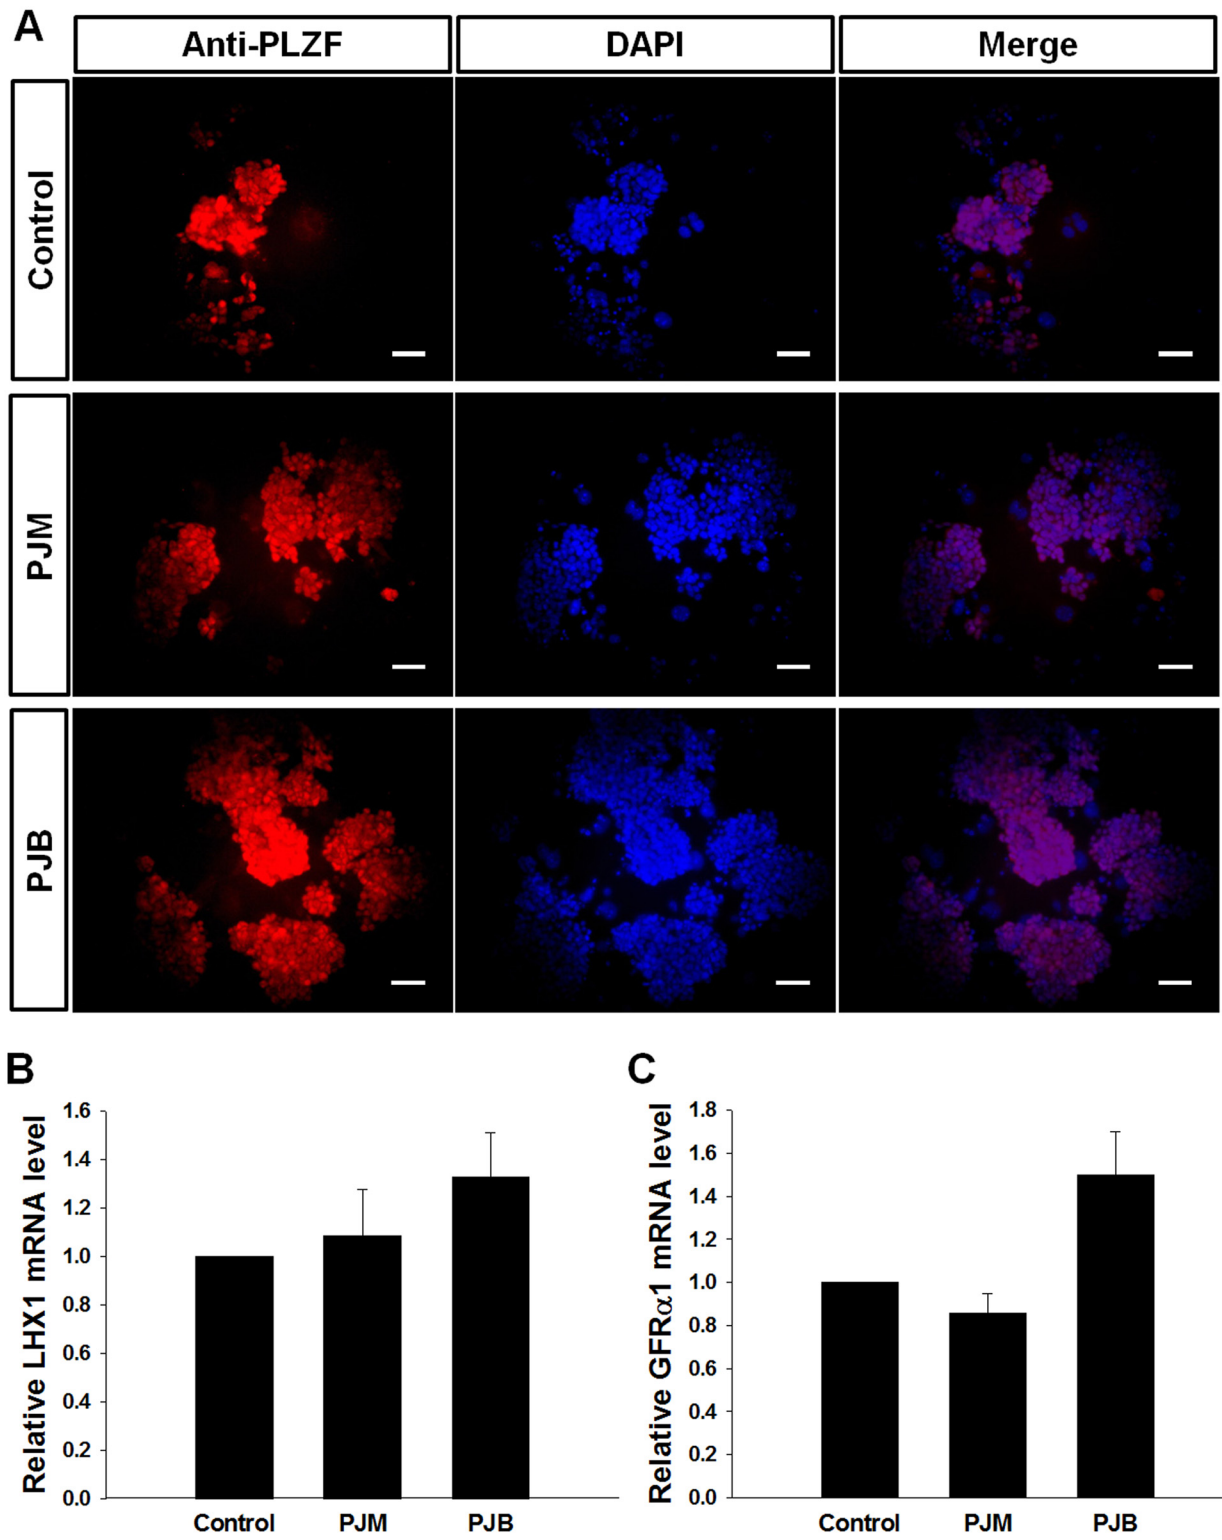 A
Anti-PLZF DAPI Merge
Control
PJM
PJB
B
Relative LHX1 mRNA level
1.6
1.4
1.2
1.0
0.8
0.6
0.4
0.2
0.0
Control PJM PJB
C
Relative GFRα1 mRNA level
1.8
1.6
1.4
1.2
1.0
0.8
0.6
0.4
0.2
0.0
Control PJM PJB